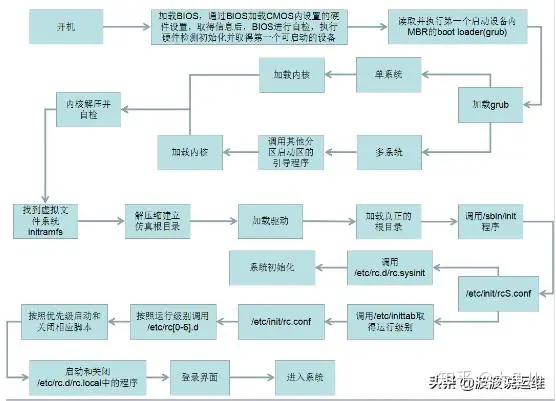 开机
加载BIOS，通过BIOS加载CMOS内设置的硬
件设置，取得信息后，BIOS进行自检，执行
硬件检测初始化并取得第一个可启动的设备
读取并执行第一个启动设备内
MBR的boot loader(grub)
加载内核
单系统
内核解压并
自检
加载grub
加载内核
调用其他分
区启动区的
引导程序
多系统
找到虚拟文
件系统
initramfs
解压缩建立
仿真根目录
加载驱动
加载真正的
根目录
调用/sbin/init
程序
系统初始化
调用
/etc/rc.d/rc.sysinit
/etc/init/rcS.conf
按照优先级启动和
关闭相应脚本
按照运行级别调用
/etc/rc[0-6].d
/etc/init/rc.conf
调用/etc/inittab取
得运行级别
启动和关闭
/etc/rc.d/rc.local中的程序
登录界面
进入系统
头条@波波说运维